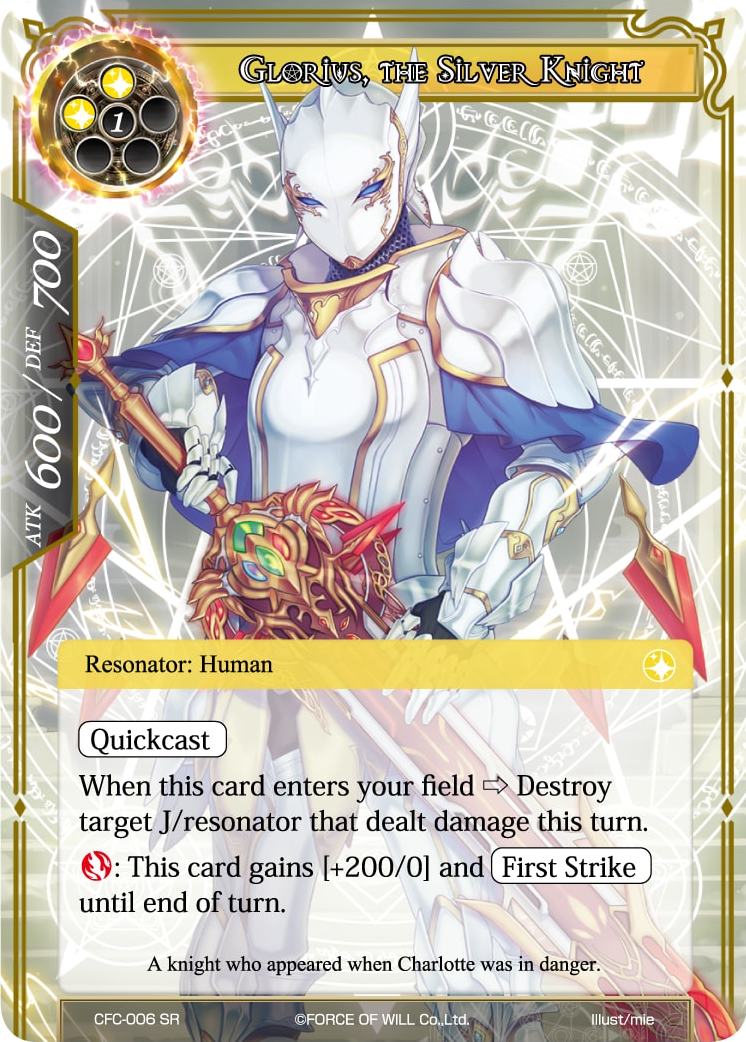 Glorius, the Silver Knight
1
ATK 600 / DEF 700
Resonator: Human
Quickcast
When this card enters your field ⇨ Destroy
target J/resonator that dealt damage this turn.
: This card gains [+200/0] and First Strike
until end of turn.
A knight who appeared when Charlotte was in danger.
CFC-006 SR ©FORCE OF WILL Co.,Ltd. Illust/mie